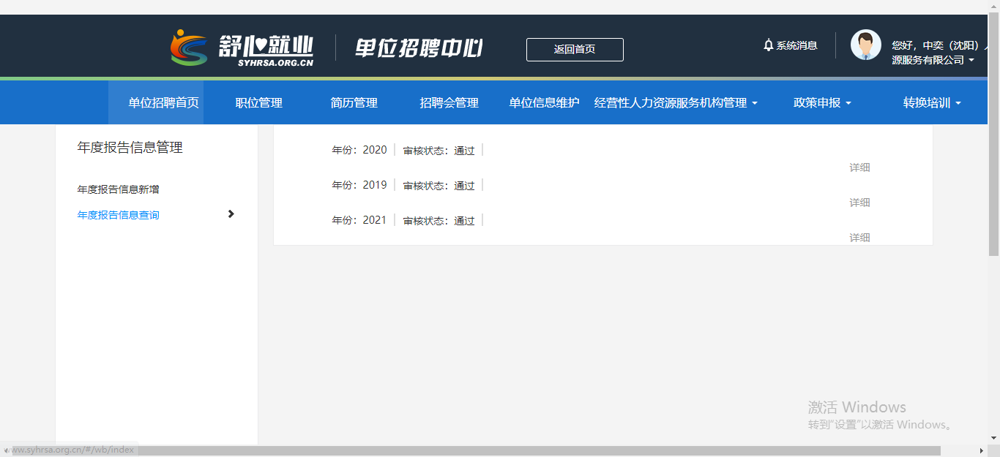 舒心就业
SYHRSA.ORG.CN
单位招聘中心
返回首页
系统消息
您好，中奕（沈阳）
源服务有限公司
单位招聘首页
职位管理
简历管理
招聘会管理
单位信息维护
经营性人力资源服务机构管理
政策申报
转换培训
年度报告信息管理
年度报告信息新增
年度报告信息查询
年份：2020
审核状态：通过
详细
年份：2019
审核状态：通过
详细
年份：2021
审核状态：通过
详细
激活 Windows
转到“设置”以激活 Windows。
www.syhrsa.org.cn/#/wb/index